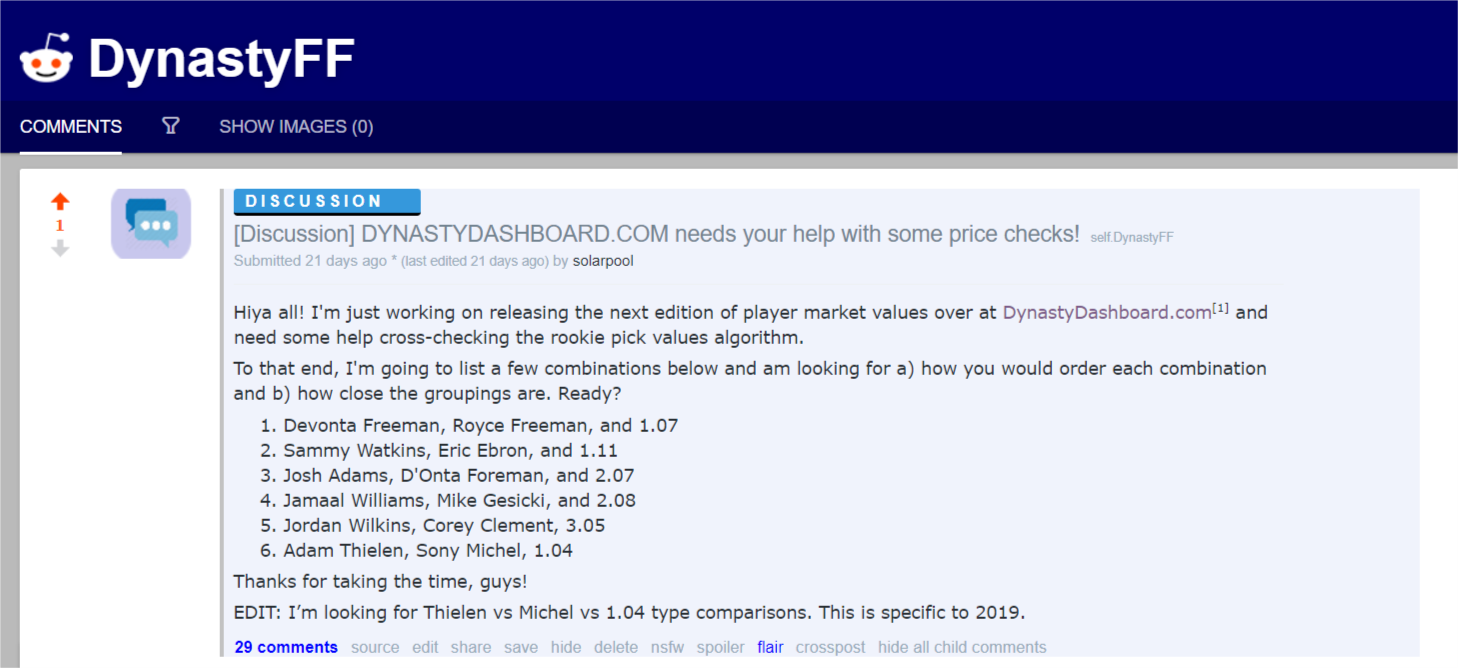 DynastyFF
COMMENTS SHOW IMAGES (0)
DISCUSSION
1
[Discussion] DYNASTYDASHBOARD.COM needs your help with some price checks! self.DynastyFF
Submitted 21 days ago * (last edited 21 days ago) by solarpool
Hiya all! I'm just working on releasing the next edition of player market values over at DynastyDashboard.com[1] and
need some help cross-checking the rookie pick values algorithm.
To that end, I'm going to list a few combinations below and am looking for a) how you would order each combination
and b) how close the groupings are. Ready?
1. Devonta Freeman, Royce Freeman, and 1.07
2. Sammy Watkins, Eric Ebron, and 1.11
3. Josh Adams, D'Onta Foreman, and 2.07
4. Jamaal Williams, Mike Gesicki, and 2.08
5. Jordan Wilkins, Corey Clement, 3.05
6. Adam Thielen, Sony Michel, 1.04
Thanks for taking the time, guys!
EDIT: I’m looking for Thielen vs Michel vs 1.04 type comparisons. This is specific to 2019.
29 comments source edit share save hide delete nsfw spoiler flair crosspost hide all child comments